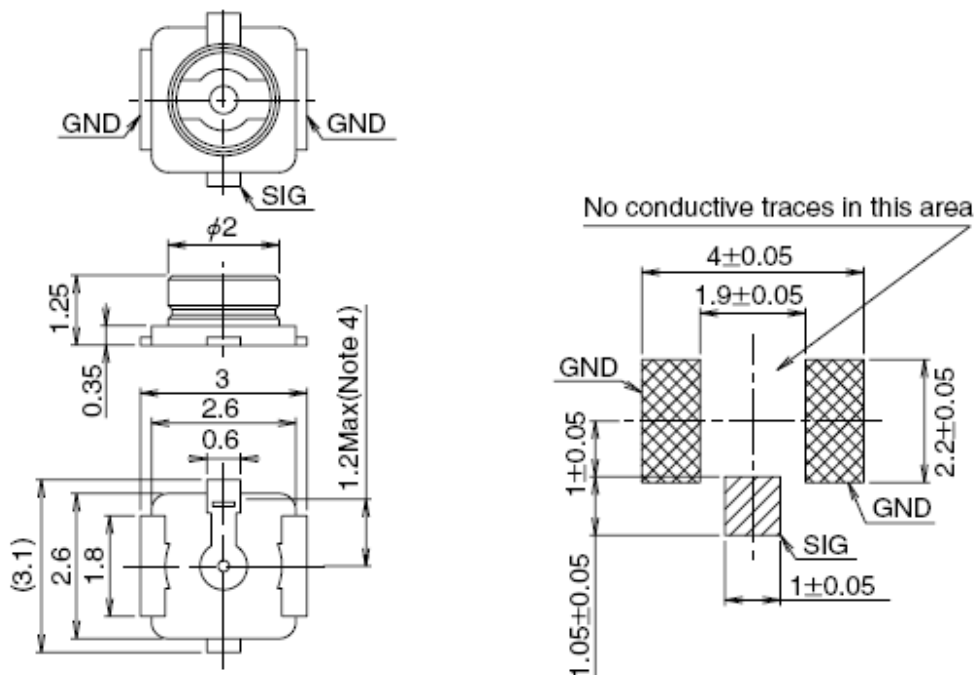 GND
GND
SIG
ϕ2
1.25
0.35
3
2.6
0.6
1.2Max(Note 4)
(3.1)
2.6
1.8
No conductive traces in this area
4±0.05
1.9±0.05
GND
1±0.05
2.2±0.05
GND
SIG
1±0.05
1.05±0.05